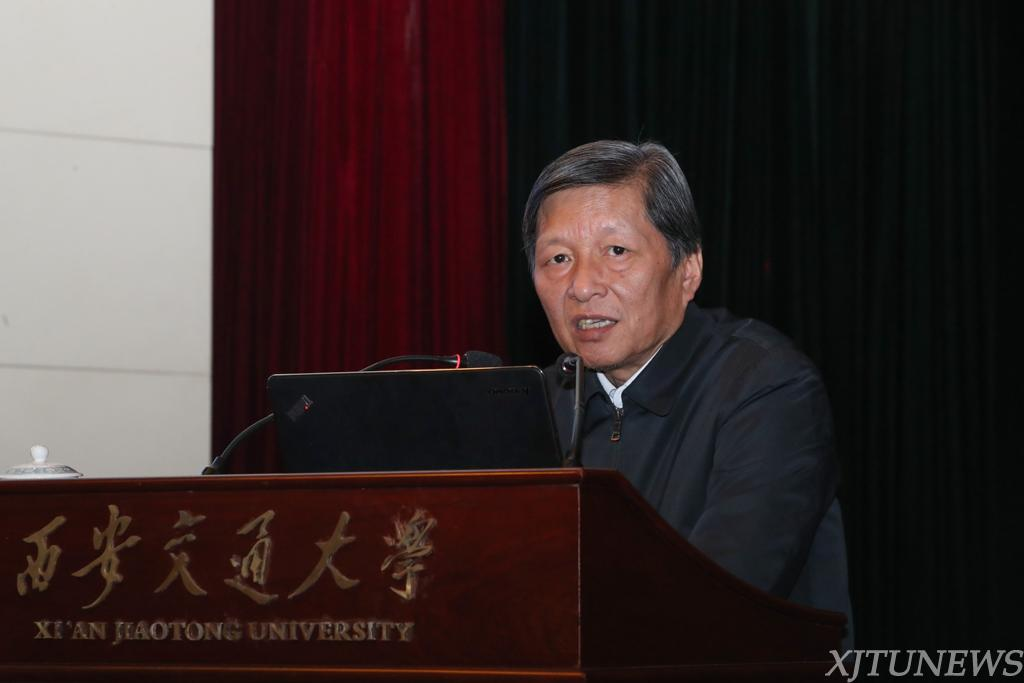 西安交通大学
XI'AN JIAOTONG UNIVERSITY
XJTUNEWS